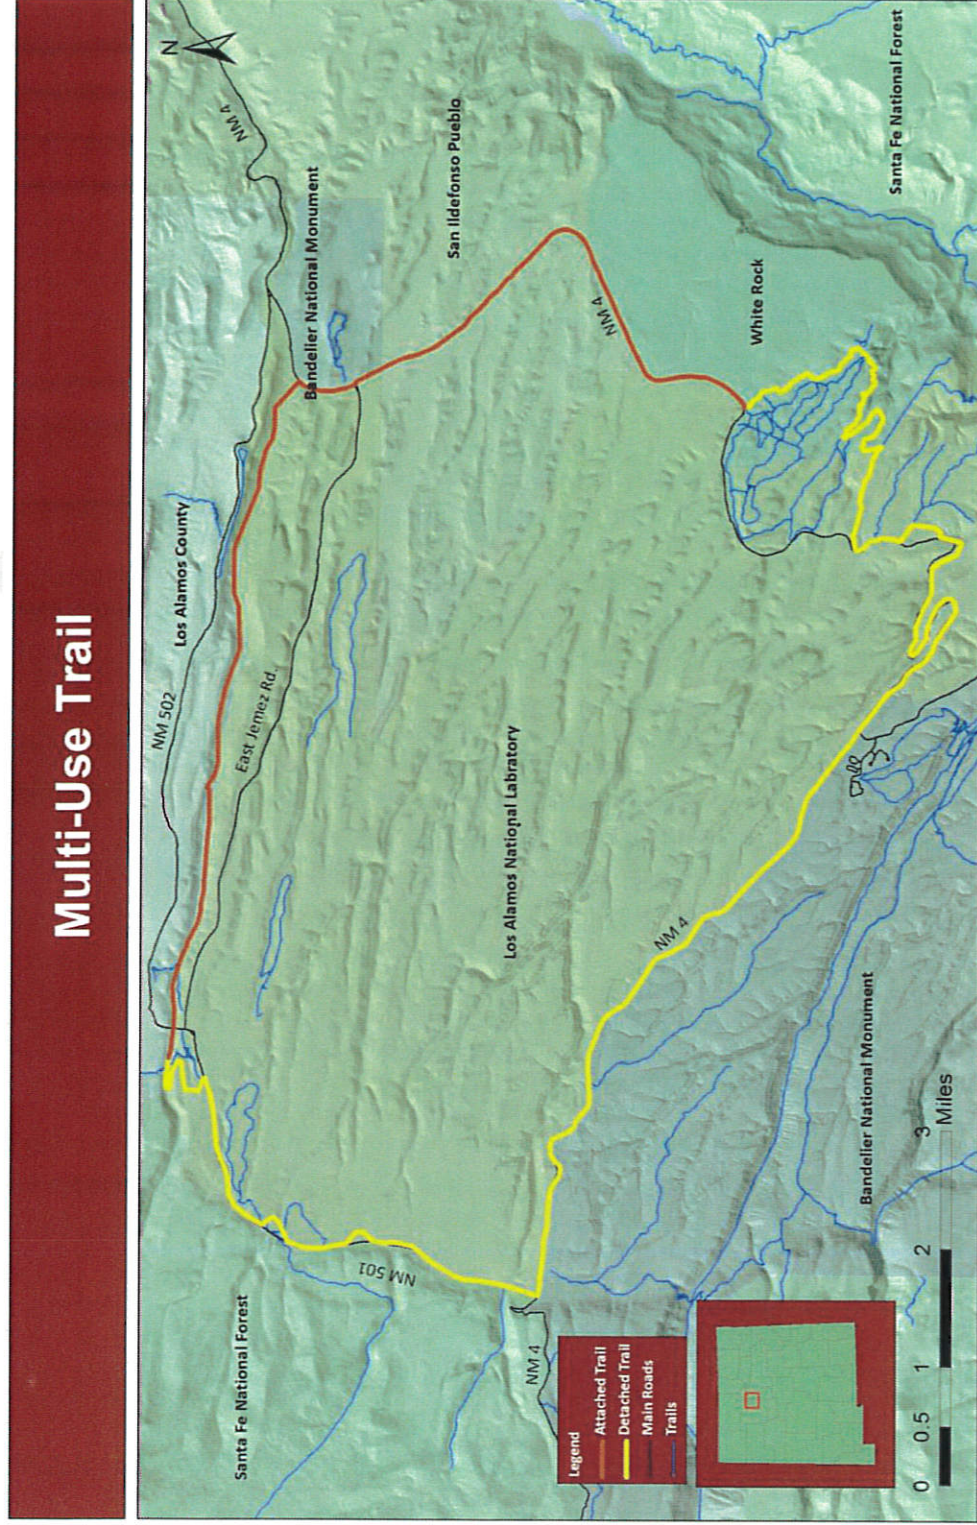 Multi-Use Trail
N
NM 4
Bandelier National Monument
San Ildefonso Pueblo
Santa Fe National Forest
Los Alamos County
NM 502
East Jemez Rd.
NM 4
White Rock
Los Alamos National Labratory
NM 4
Bandelier National Monument
NM 501
Santa Fe National Forest
NM 4
Legend
Attached Trail
Detached Trail
Main Roads
Trails
0 0.5 1 2 3
Miles